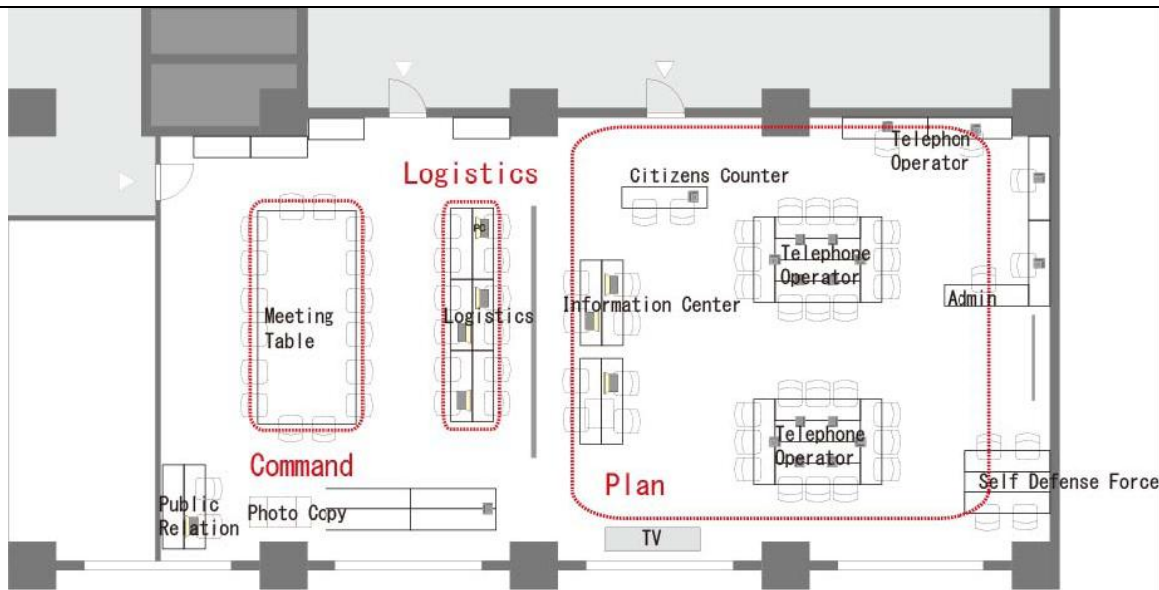 Telephon
Operator
Logistics
Citizens Counter
PC
Telephone
Operator
Meeting
Table
Logistics
Information Center
Admin
Telephone
Operator
Command
Plan
Self Defense Force
Public
Relation
Photo Copy
TV